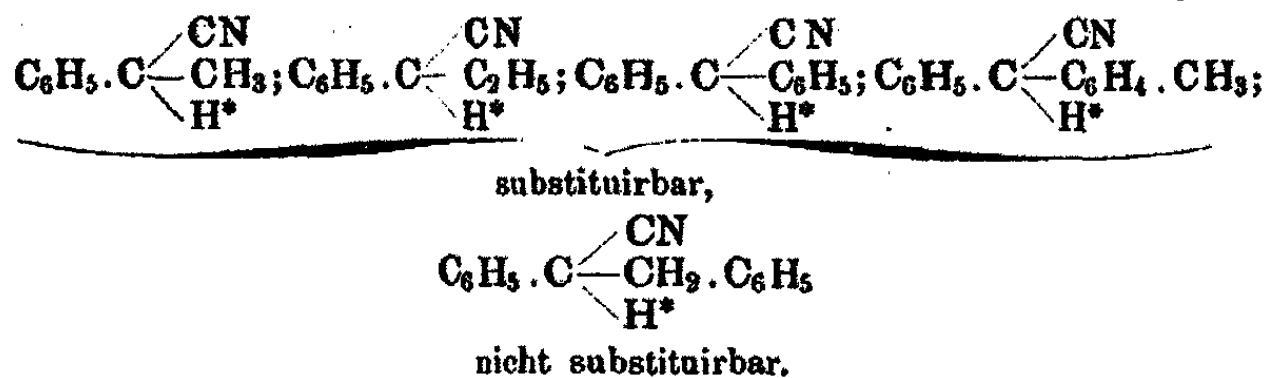 CN CN CN CN
C₆H₅.C—CH₃; C₆H₅.C—C₂H₅; C₆H₅.C—C₆H₅; C₆H₅.C—C₆H₄.CH₃;
H* H* H* H*
substituirbar,
CN
C₆H₅.C—CH₂.C₆H₅
H*
nicht substituirbar.